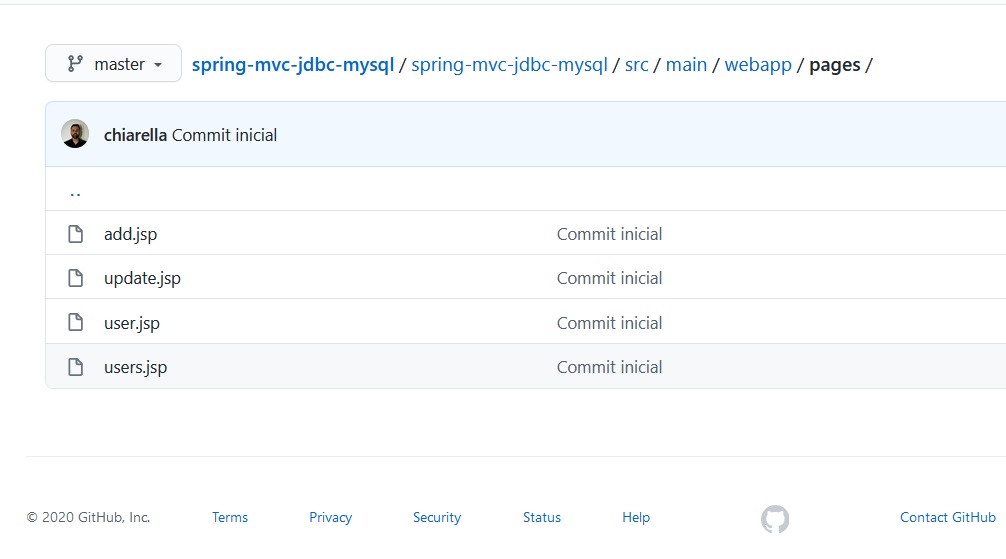 master spring-mvc-jdbc-mysql / spring-mvc-jdbc-mysql / src / main / webapp / pages /
chiarella Commit inicial
..
add.jsp Commit inicial
update.jsp Commit inicial
user.jsp Commit inicial
users.jsp Commit inicial
© 2020 GitHub, Inc. Terms Privacy Security Status Help Contact GitHub